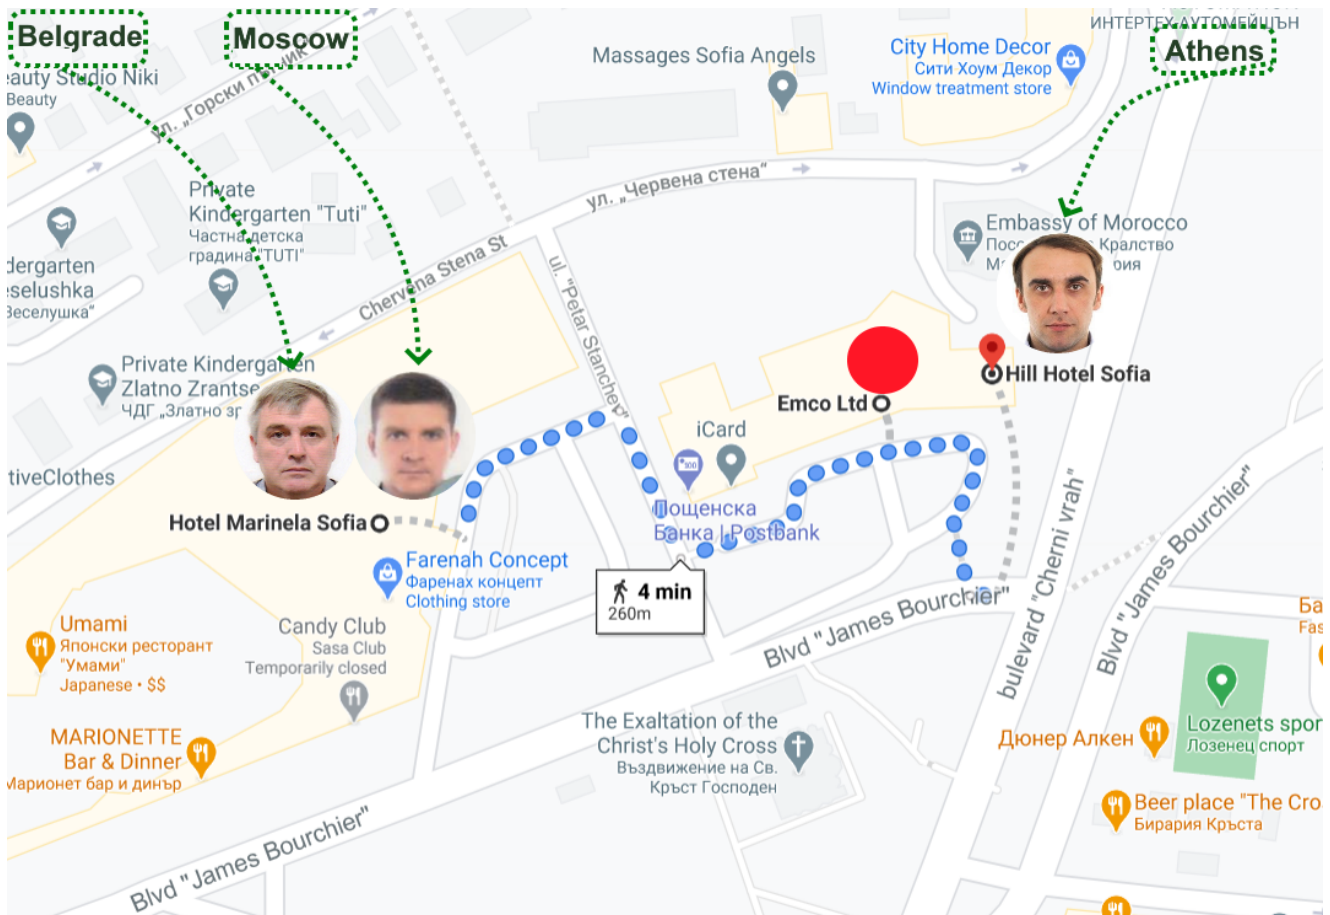 Belgrade
Moscow
Athens
ИНТЕРТЕХ АУТОМЕЙШЪН
Massages Sofia Angels
City Home Decor
Сити Хоум Декор
Window treatment store
eauty Studio Niki
Beauty
ул. „Горски пътник
ул. „Червена стена“
Private
Kindergarten "Tuti"
Частна детска
градина "TUTI"
Chervena Stena St
ul. "Petar Stanchev"
Embassy of Morocco
Кралство
dergarten
eselushka
Веселушка“
Private Kindergarten
Zlatno Zrantse
ЧДГ „Златно
Hill Hotel Sofia
Emco Ltd
iCard
Пощенска
Банка | Postbank
tiveClothes
Hotel Marinela Sofia
Farenah Concept
Фаренах концепт
Clothing store
4 min
260m
Blvd "James Bourchier"
bulevard "Cherni vrah"
Blvd "James Bourchier"
Umami
Японски ресторант
"Умами"
Japanese • $$
Candy Club
Sasa Club
Temporarily closed
Ба
Fas
MARIONETTE
Bar & Dinner
Марионет бар и динър
The Exaltation of the
Christ's Holy Cross
Въздвижение на Св.
Кръст Господен
Lozenets spor
Лозенец спорт
Дюнер Алкен
Beer place "The Cro
Бирария Кръста
Blvd "James Bourchier"